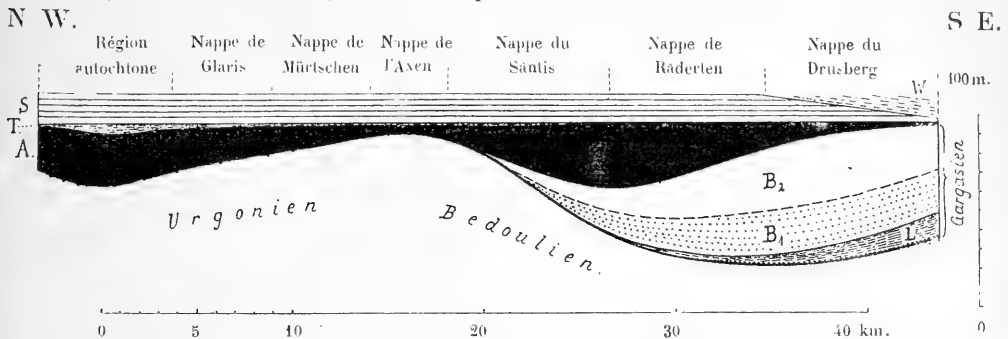 N W.
S E.
Région autochtone
Nappe de Glaris
Nappe de Mürtschen
Nappe de l'Axen
Nappe du Säntis
Nappe de Räderten
Nappe du Drusberg
100 m.
W
S
T
A.
B₂
B₁
L
Gargasien
Urgonien
Bedoulien.
0 5 10 20 30 40 km.
0